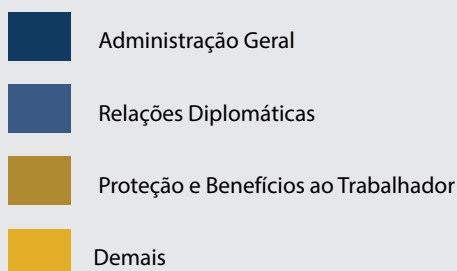 Administração Geral
Relações Diplomáticas
Proteção e Benefícios ao Trabalhador
Demais